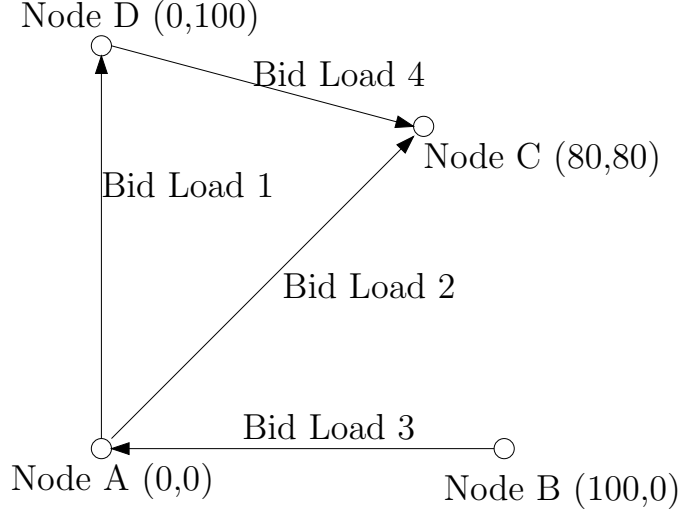 Node D (0,100)
Bid Load 4
Node C (80,80)
Bid Load 1
Bid Load 2
Bid Load 3
Node A (0,0)
Node B (100,0)